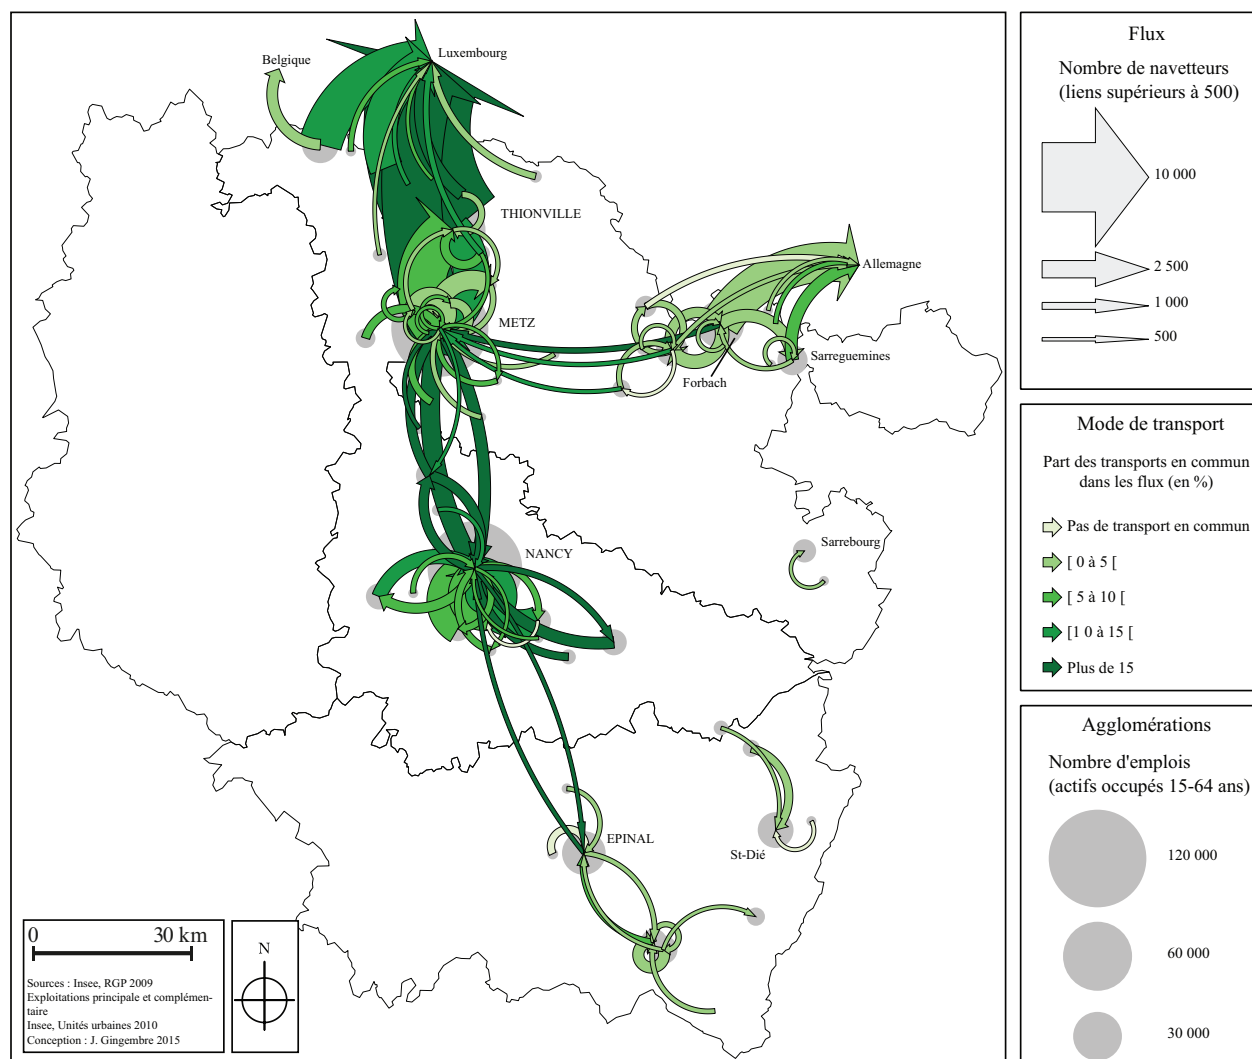 Belgique
Luxembourg
THIONVILLE
Allemagne
METZ
Forbach
Sarreguemines
NANCY
Sarrebourg
EPINAL
St-Dié
0
30 km
Sources : Insee, RGP 2009
Exploitations principale et complémen-
taire
Insee, Unités urbaines 2010
Conception : J. Gingembre 2015
N
Flux
Nombre de navetteurs
(liens supérieurs à 500)
10 000
2 500
1 000
500
Mode de transport
Part des transports en commun
dans les flux (en %)
Pas de transport en commun
[ 0 à 5 [
[ 5 à 10 [
[1 0 à 15 [
Plus de 15
Agglomérations
Nombre d'emplois
(actifs occupés 15-64 ans)
120 000
60 000
30 000